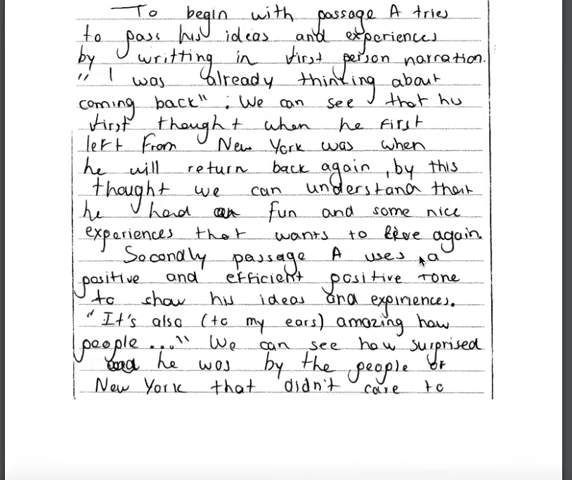 To begin with passage A tries
to pass his ideas and experiences
by writting in first person narration.
" I was already thinking about
coming back" . We can see that his
first thought when he first
left from New York was when
he will return back again , by this
thought we can understand that
he had fun and some nice
experiences that wants to live again.
Socondly passage A uses a
positive and efficient positive tone
to show his ideas and expiriences.
"It's also (to my ears) amazing how
people ..." We can see how surprised
he was by the people of
New York that didn't care to